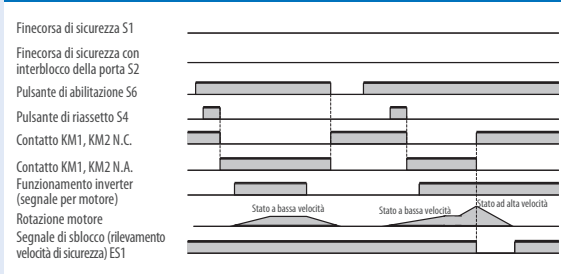 Finecorsa di sicurezza S1
Finecorsa di sicurezza con
interblocco della porta S2
Pulsante di abilitazione S6
Pulsante di riassetto S4
Contatto KM1, KM2 N.C.
Contatto KM1, KM2 N.A.
Funzionamento inverter
(segnale per motore)
Stato a bassa velocità
Stato a bassa velocità
Stato ad alta velocità
Rotazione motore
Segnale di sblocco (rilevamento
velocità di sicurezza) ES1